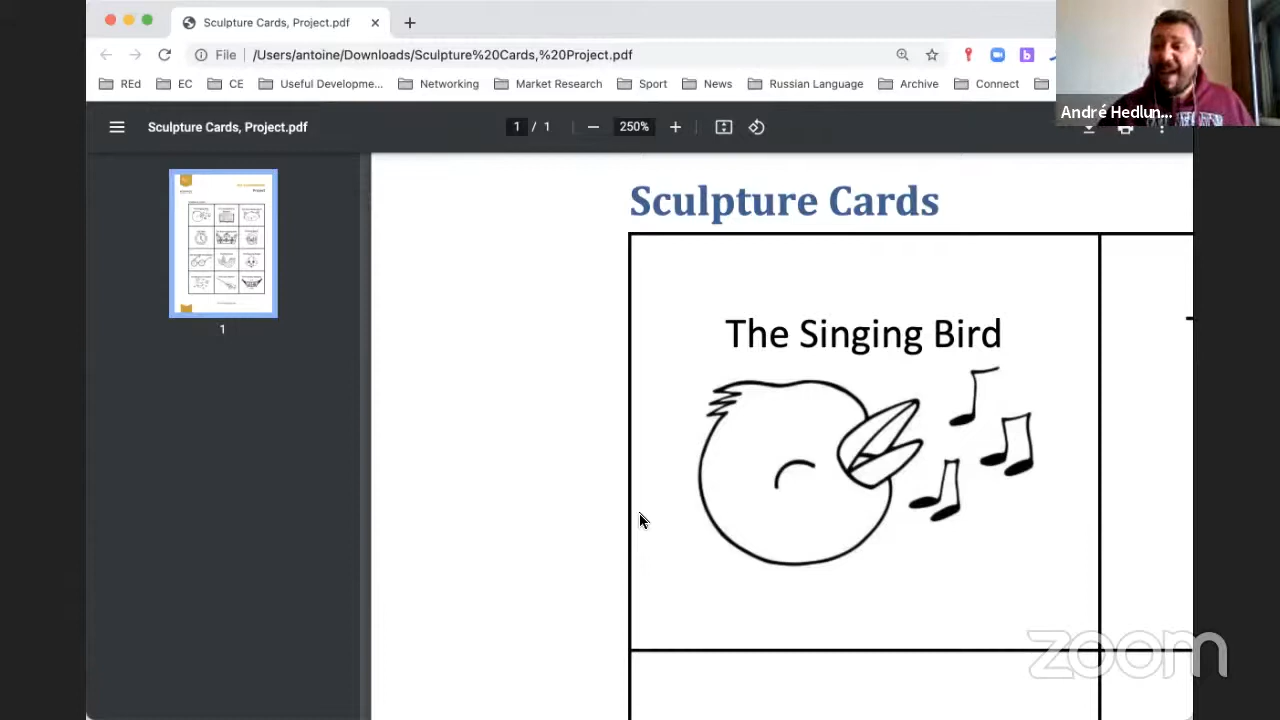 Sculpture Cards, Project.pdf
File
/Users/antoine/Downloads/Sculpture%20Cards,%20Project.pdf
REd
EC
CE
Useful Developme...
Networking
Market Research
Sport
News
Russian Language
Archive
Connect
André Hedlun...
Sculpture Cards, Project.pdf
1 / 1
250%
Sculpture Cards
The Singing Bird
1
zoom